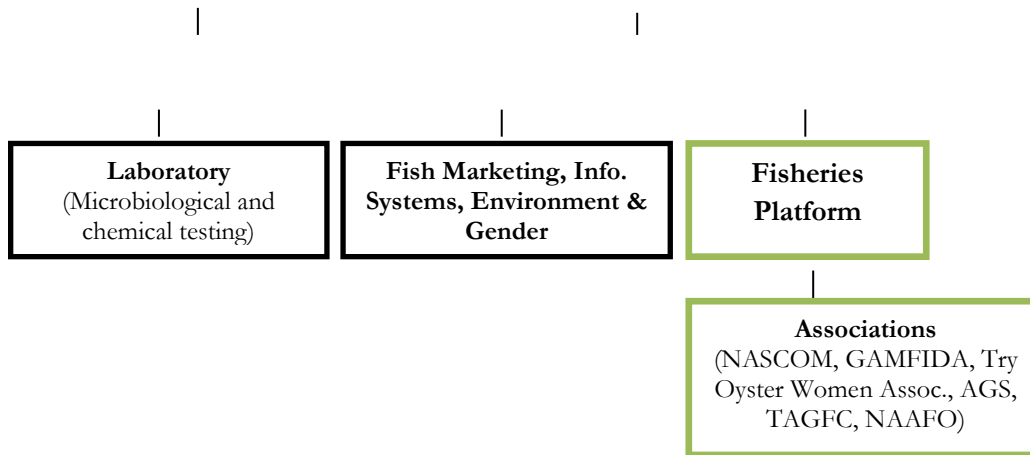 Laboratory
(Microbiological and
chemical testing)
Fish Marketing, Info.
Systems, Environment &
Gender
Fisheries
Platform
Associations
(NASCOM, GAMFIDA, Try
Oyster Women Assoc., AGS,
TAGFC, NAAFO)